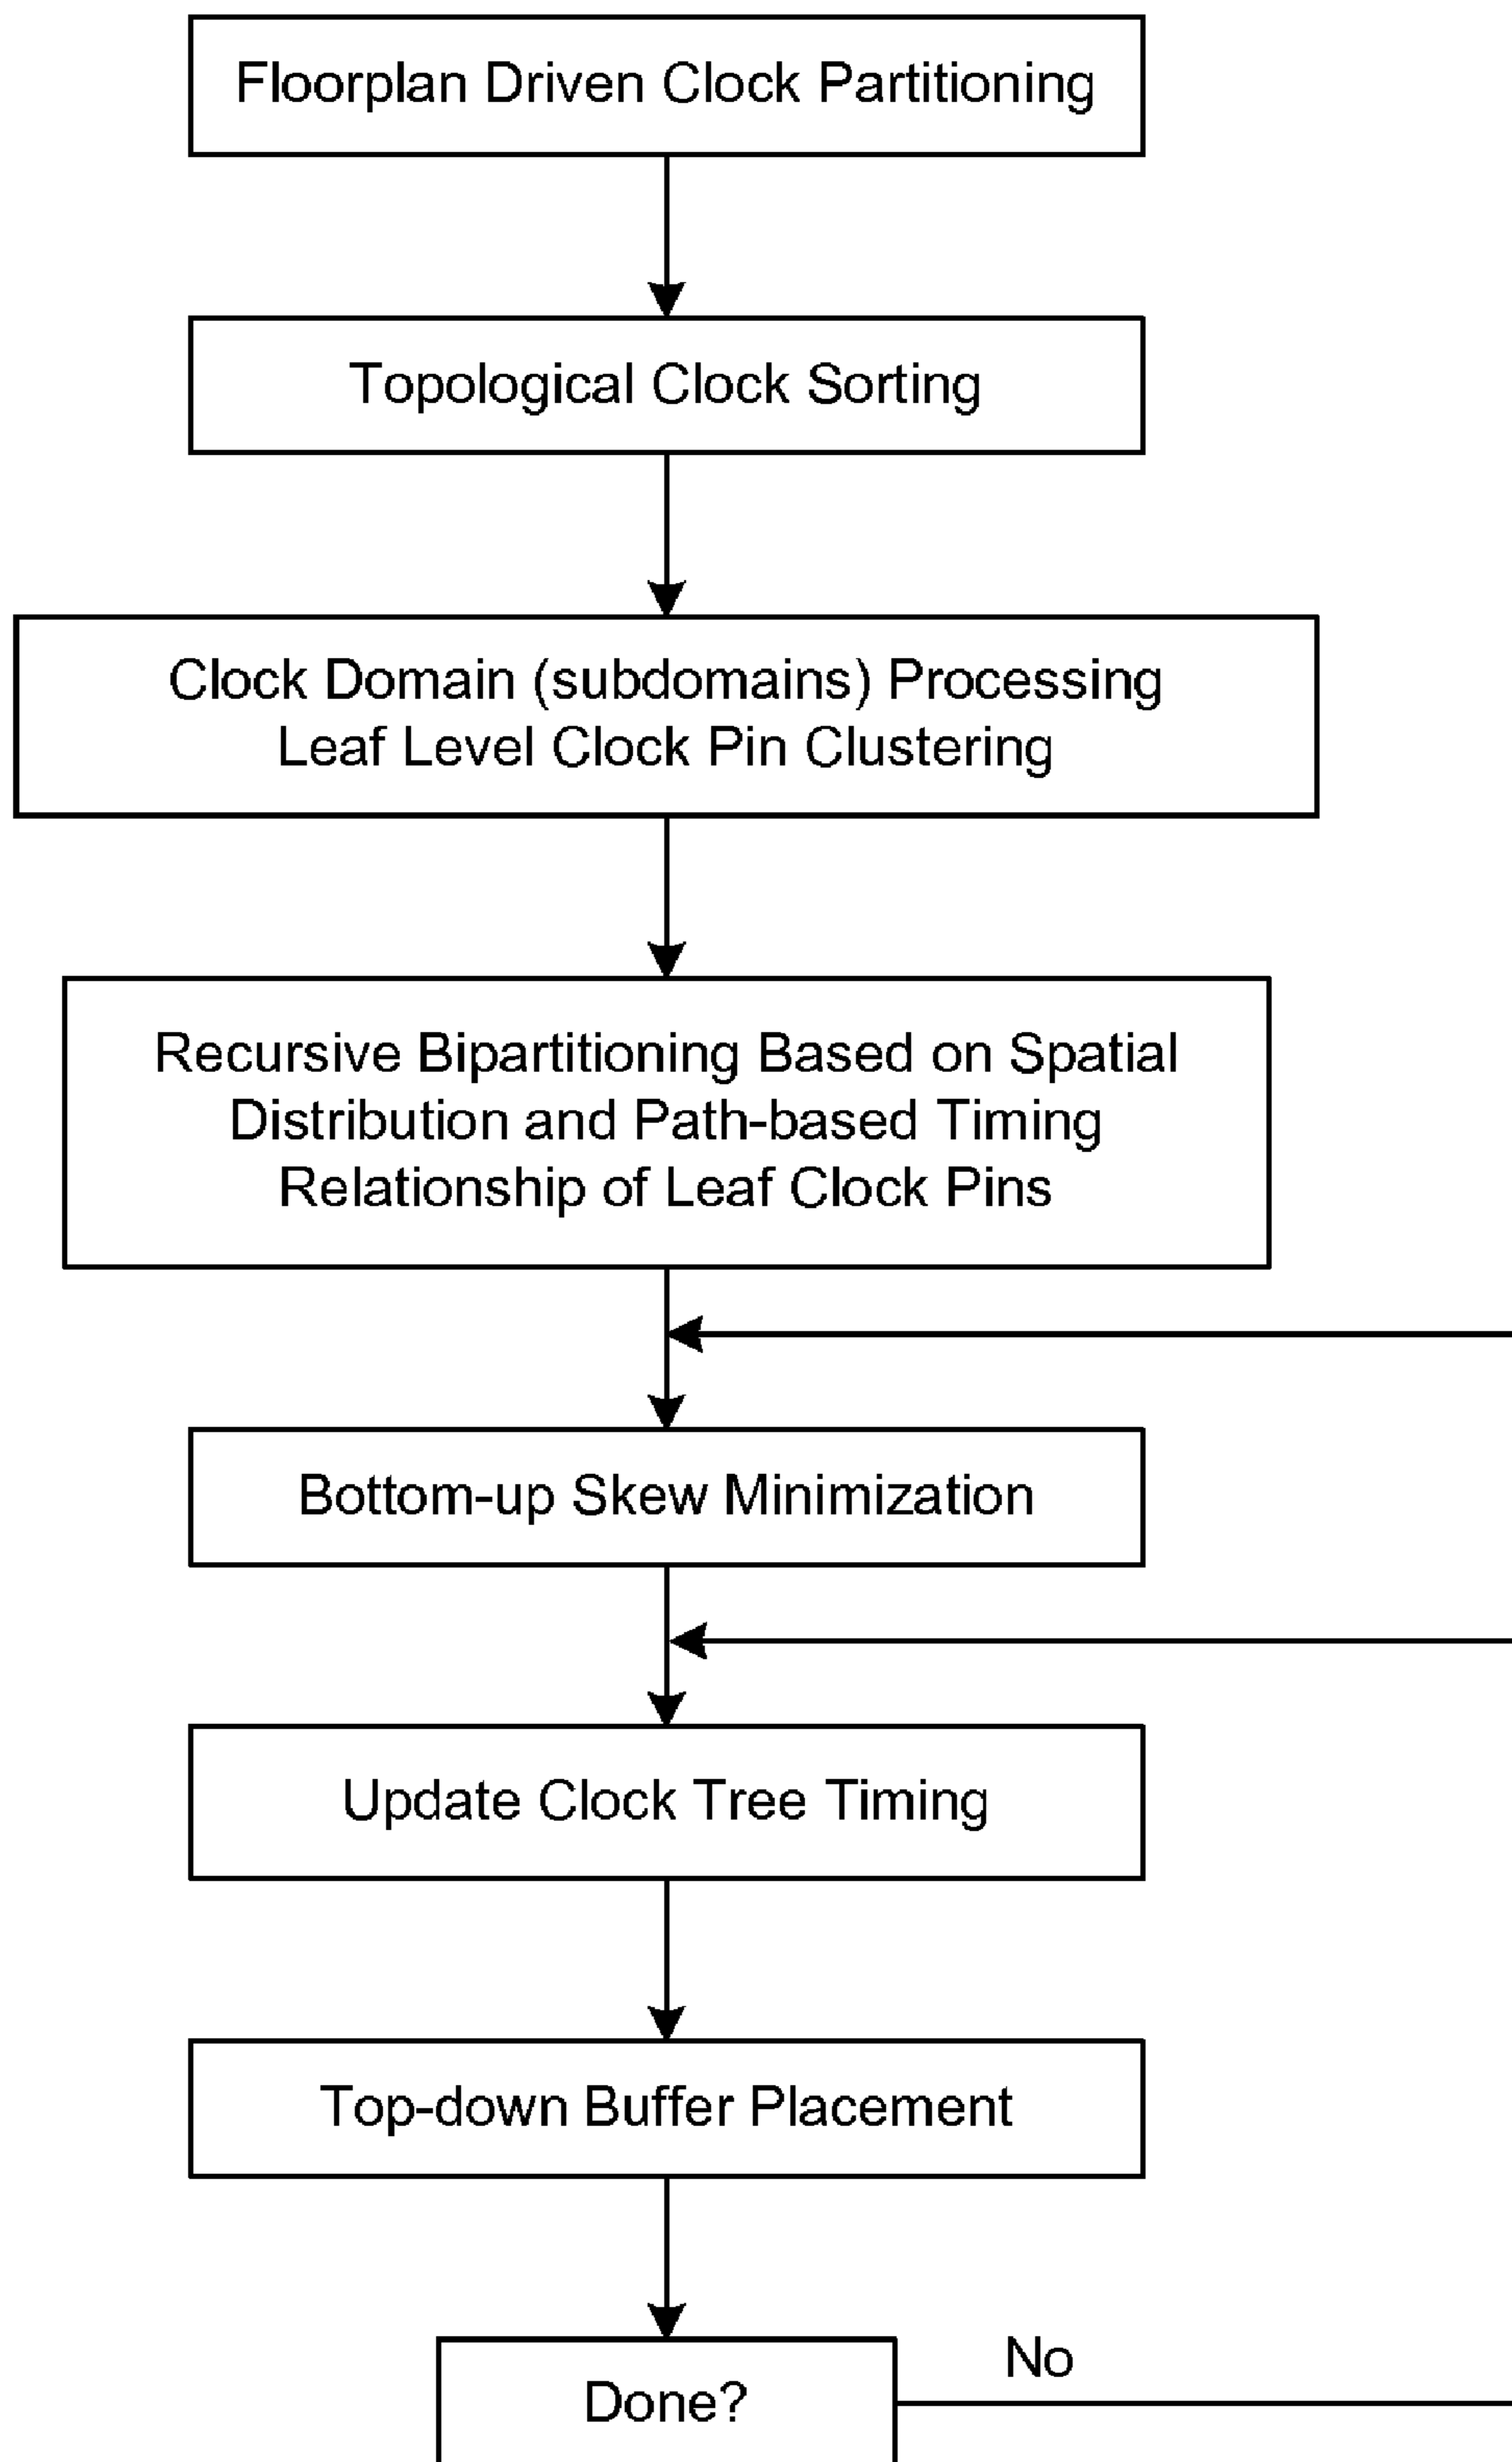 Floorplan Driven Clock Partitioning
Topological Clock Sorting
Clock Domain (subdomains) Processing
Leaf Level Clock Pin Clustering
Recursive Bipartitioning Based on Spatial
Distribution and Path-based Timing
Relationship of Leaf Clock Pins
Bottom-up Skew Minimization
Update Clock Tree Timing
Top-down Buffer Placement
No
Done?